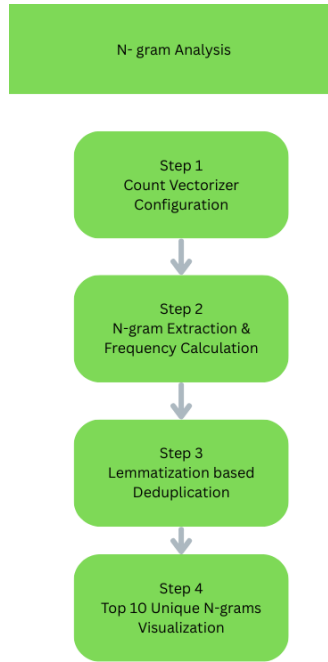 N- gram Analysis
Step 1
Count Vectorizer
Configuration
Step 2
N-gram Extraction &
Frequency Calculation
Step 3
Lemmatization based
Deduplication
Step 4
Top 10 Unique N-grams
Visualization